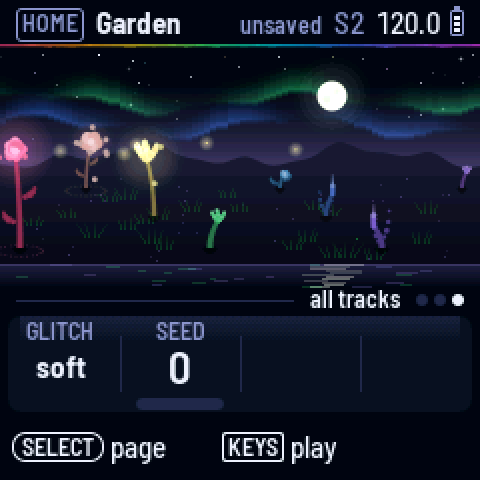 HOME Garden unsaved S2 120.0
all tracks
GLITCH SEED
soft 0
SELECT page KEYS play